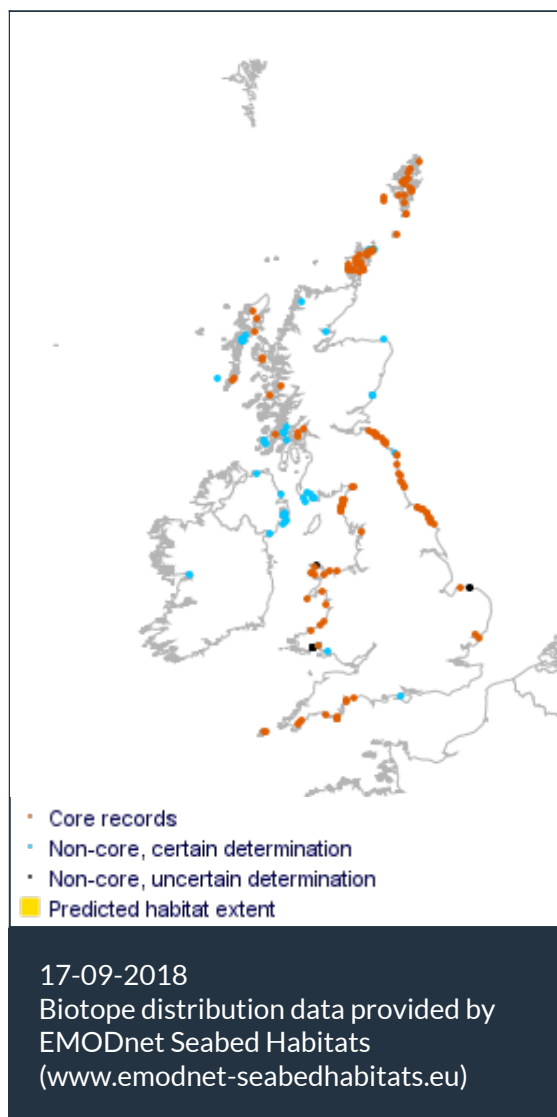 Core records
Non-core, certain determination
Non-core, uncertain determination
Predicted habitat extent
17-09-2018
Biotope distribution data provided by
EMODnet Seabed Habitats
(www.emodnet-seabedhabitats.eu)